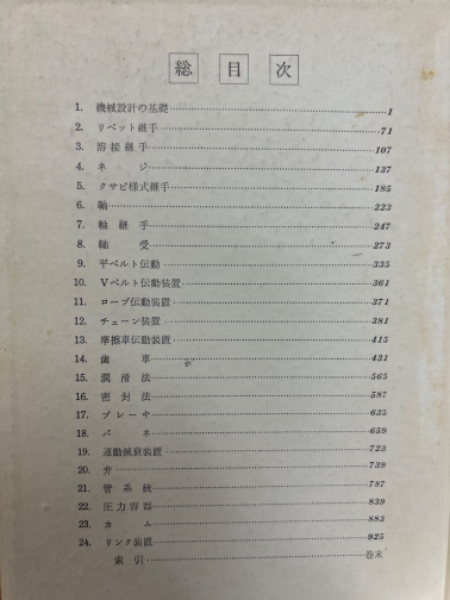 総目次
1. 機械設計の基礎 1
2. リベット継手 71
3. 溶接継手 107
4. ネジ 137
5. クサビ様式継手 185
6. 軸 223
7. 軸継手 247
8. 軸受 273
9. 平ベルト伝動 335
10. Vベルト伝動装置 361
11. ロープ伝動装置 371
12. チェーン装置 381
13. 摩擦車伝動装置 415
14. 歯車 431
15. 潤滑法 565
16. 密封法 587
17. ブレーキ 635
18. バネ 659
19. 運動減衰装置 723
20. 弁 739
21. 管系統 787
22. 圧力容器 839
23. カム 883
24. リンク装置 925
索引 巻末